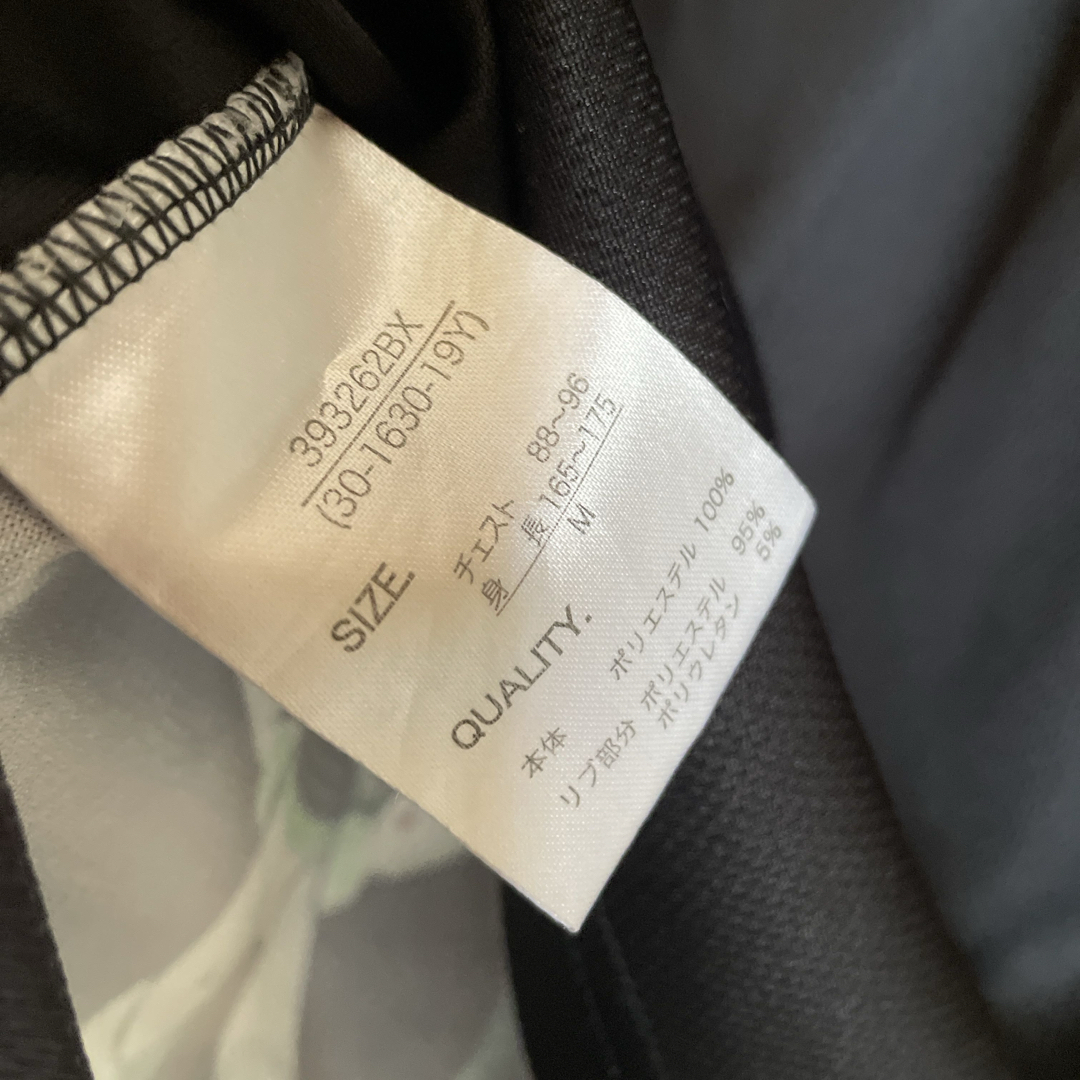 393262BX
(30-1630-19Y)
SIZE.
チェスト 88~96
身長 165~175
M
QUALITY.
本体 ポリエステル 100%
リブ部分 ポリエステル 95%
ポリウレタン 5%